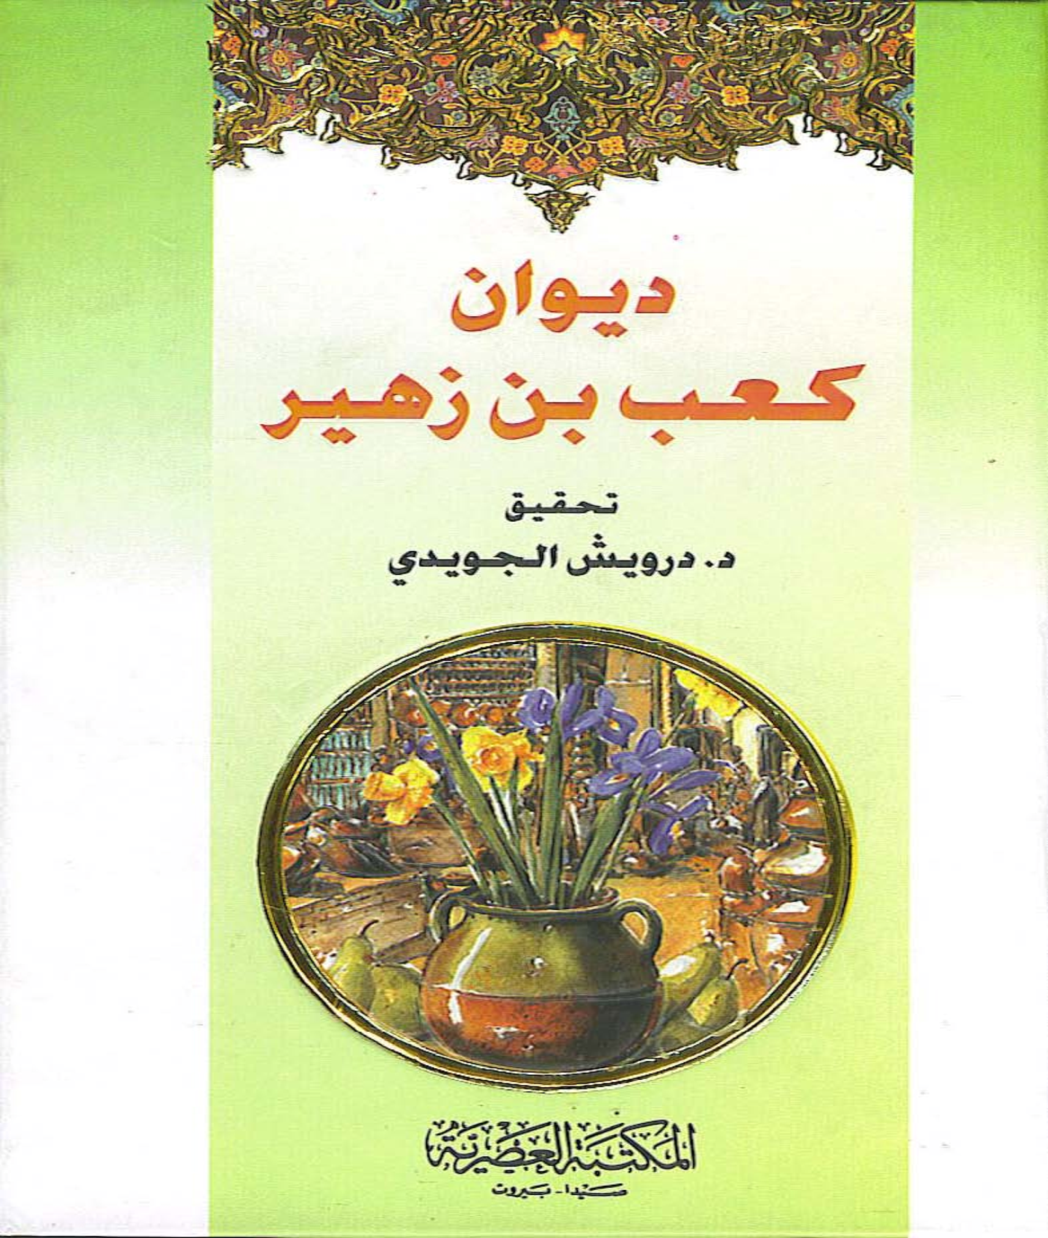 ديوان
كعب بن زهير
تحقيق
د. درويش الجويدي
المكتبة العصرية
صيدا - بيروت